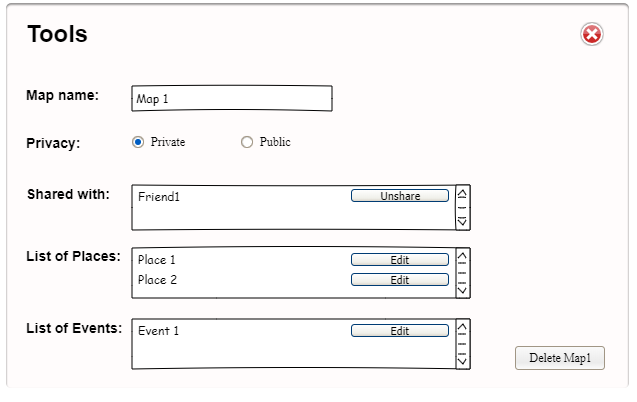 Tools
Map name: Map 1
Privacy: Private Public
Shared with: Friend1 Unshare
List of Places: Place 1 Edit
Place 2 Edit
List of Events: Event 1 Edit
Delete Map1